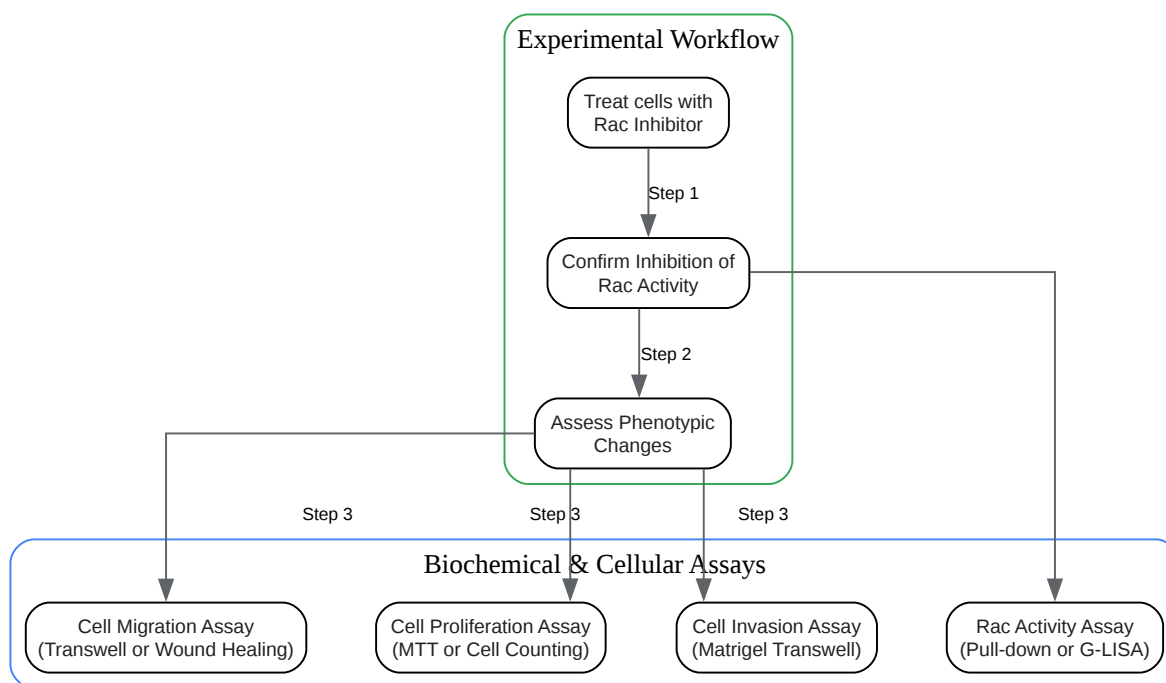 Experimental Workflow
Treat cells with
Rac Inhibitor
Step 1
Confirm Inhibition of
Rac Activity
Step 2
Assess Phenotypic
Changes
Step 3
Step 3
Step 3
Biochemical & Cellular Assays
Cell Migration Assay
(Transwell or Wound Healing)
Cell Proliferation Assay
(MTT or Cell Counting)
Cell Invasion Assay
(Matrigel Transwell)
Rac Activity Assay
(Pull-down or G-LISA)